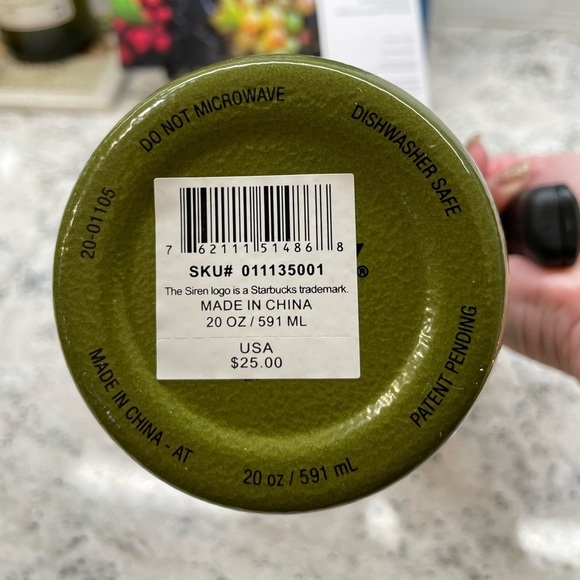 DO NOT MICROWAVE
DISHWASHER SAFE
20-01105
7 62111 51486 8
SKU# 011135001
®
The Siren logo is a Starbucks trademark.
MADE IN CHINA
20 OZ / 591 ML
USA
$25.00
MADE IN CHINA - AT
PATENT PENDING
20 oz / 591 mL